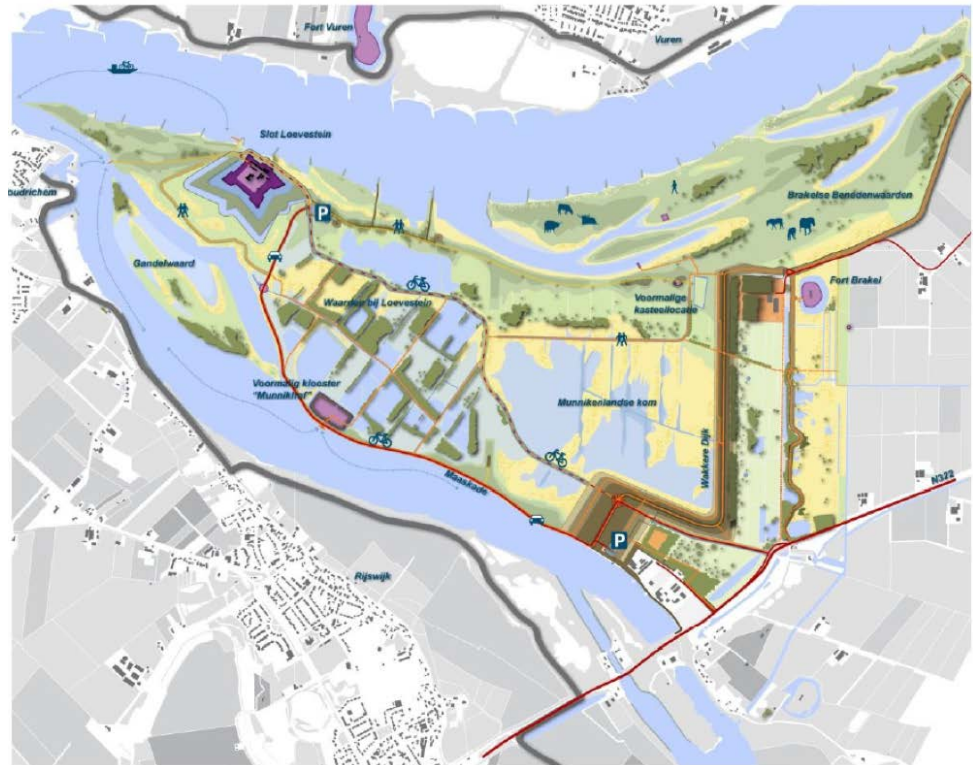 Fort Vuren
Vuren
Slot Loevestein
oudrichem
P
Brakelse Benedenwaarden
Gandelwaard
Fort Brakel
Waarden bij Loevestein
Voormalige
kasteellocatie
Voormalig klooster
"Munnikhof"
Munnikenlandse kom
Wakkere Dijk
Maaskade
N322
P
Rijswijk